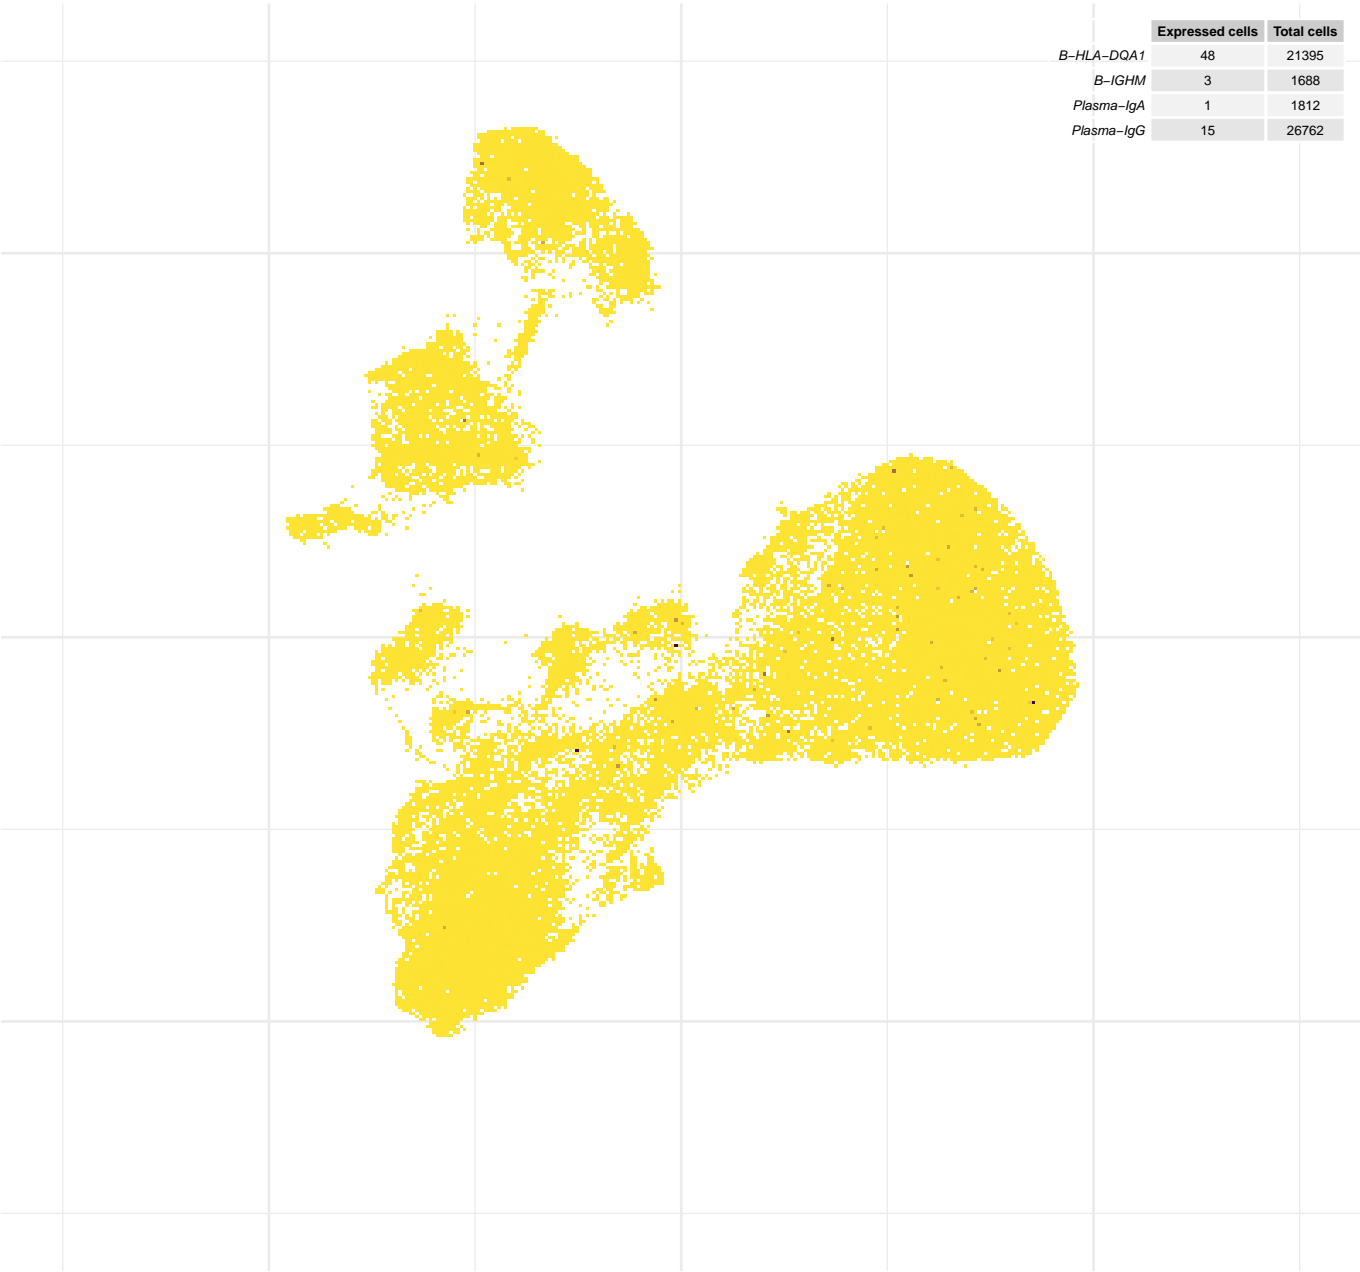 Expressed cells Total cells
B−HLA−DQA1 48 21395
B−IGHM 3 1688
Plasma−IgA 1 1812
Plasma−IgG 15 26762